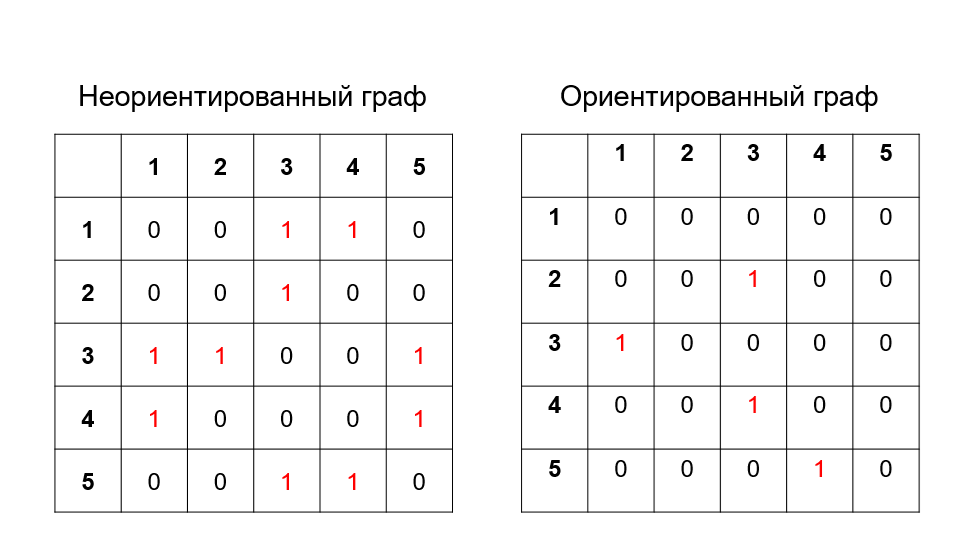 Неориентированный граф
1 2 3 4 5
1 0 0 1 1 0
2 0 0 1 0 0
3 1 1 0 0 1
4 1 0 0 0 1
5 0 0 1 1 0
Ориентированный граф
1 2 3 4 5
1 0 0 0 0 0
2 0 0 1 0 0
3 1 0 0 0 0
4 0 0 1 0 0
5 0 0 0 1 0